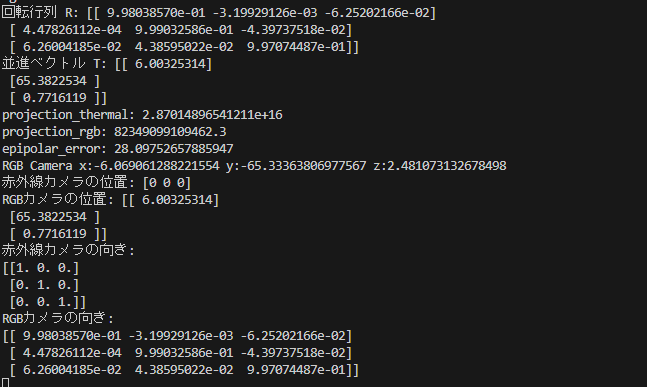 回転行列 R: [[ 9.98038570e-01 -3.19929126e-03 -6.25202166e-02]
[ 4.47826112e-04 9.99032586e-01 -4.39737518e-02]
[ 6.26004185e-02 4.38595022e-02 9.97074487e-01]]
並進ベクトル T: [[ 6.00325314]
[65.3822534 ]
[ 0.7716119 ]]
projection_thermal: 2.87014896541211e+16
projection_rgb: 82349099109462.3
epipolar_error: 28.09752657885947
RGB Camera x:-6.069061288221554 y:-65.33363806977567 z:2.481073132678498
赤外線カメラの位置: [0 0 0]
RGBカメラの位置: [[ 6.00325314]
[65.3822534 ]
[ 0.7716119 ]]
赤外線カメラの向き:
[[1. 0. 0.]
[0. 1. 0.]
[0. 0. 1.]]
RGBカメラの向き:
[[ 9.98038570e-01 -3.19929126e-03 -6.25202166e-02]
[ 4.47826112e-04 9.99032586e-01 -4.39737518e-02]
[ 6.26004185e-02 4.38595022e-02 9.97074487e-01]]